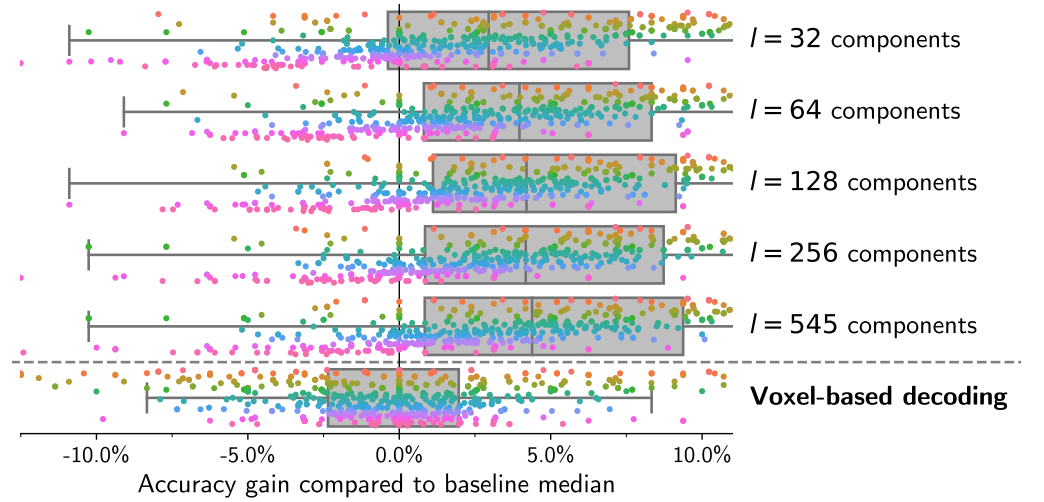 l = 32 components
l = 64 components
l = 128 components
l = 256 components
l = 545 components
Voxel-based decoding
-10.0% -5.0% 0.0% 5.0% 10.0%
Accuracy gain compared to baseline median